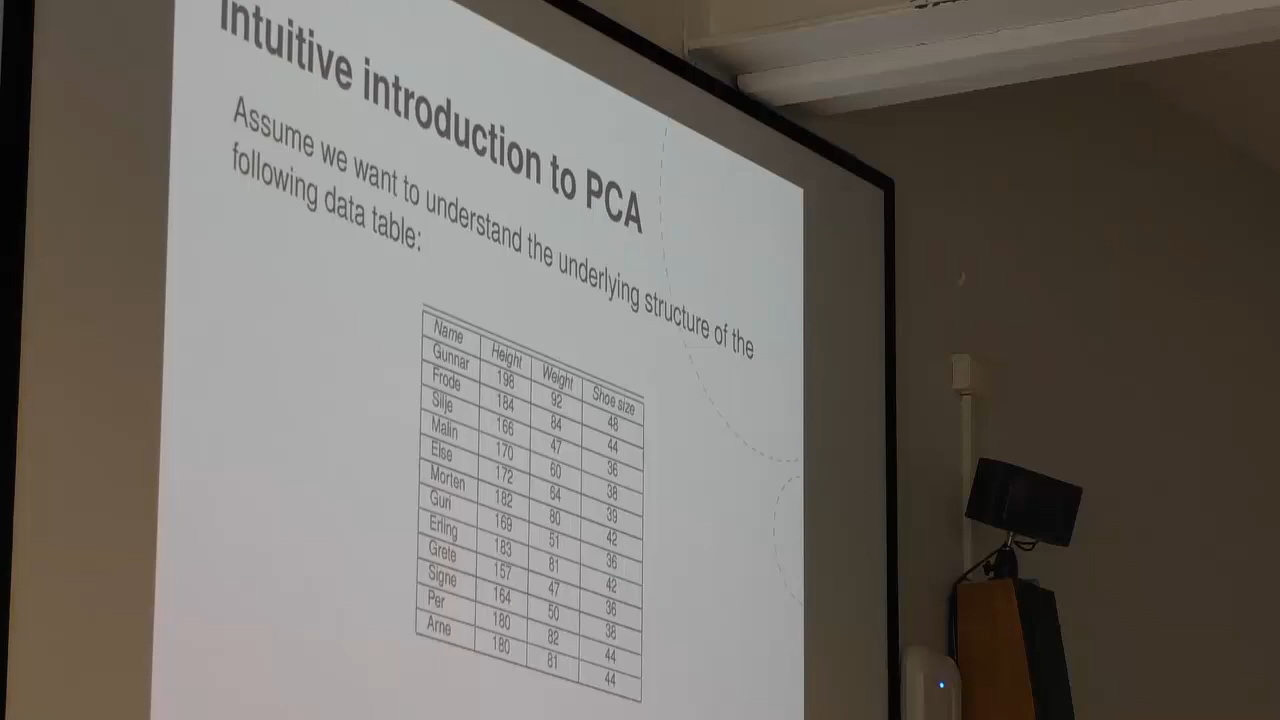 Intuitive introduction to PCA
Assume we want to understand the underlying structure of the
following data table:
Name Height Weight Shoe size
Gunnar 198 92 48
Frode 184 84 44
Silje 166 47 36
Malin 170 60 38
Else 172 64 39
Morten 182 80 42
Guri 169 51 36
Erling 183 81 42
Grete 157 47 36
Signe 164 50 38
Per 180 82 44
Arne 180 81 44